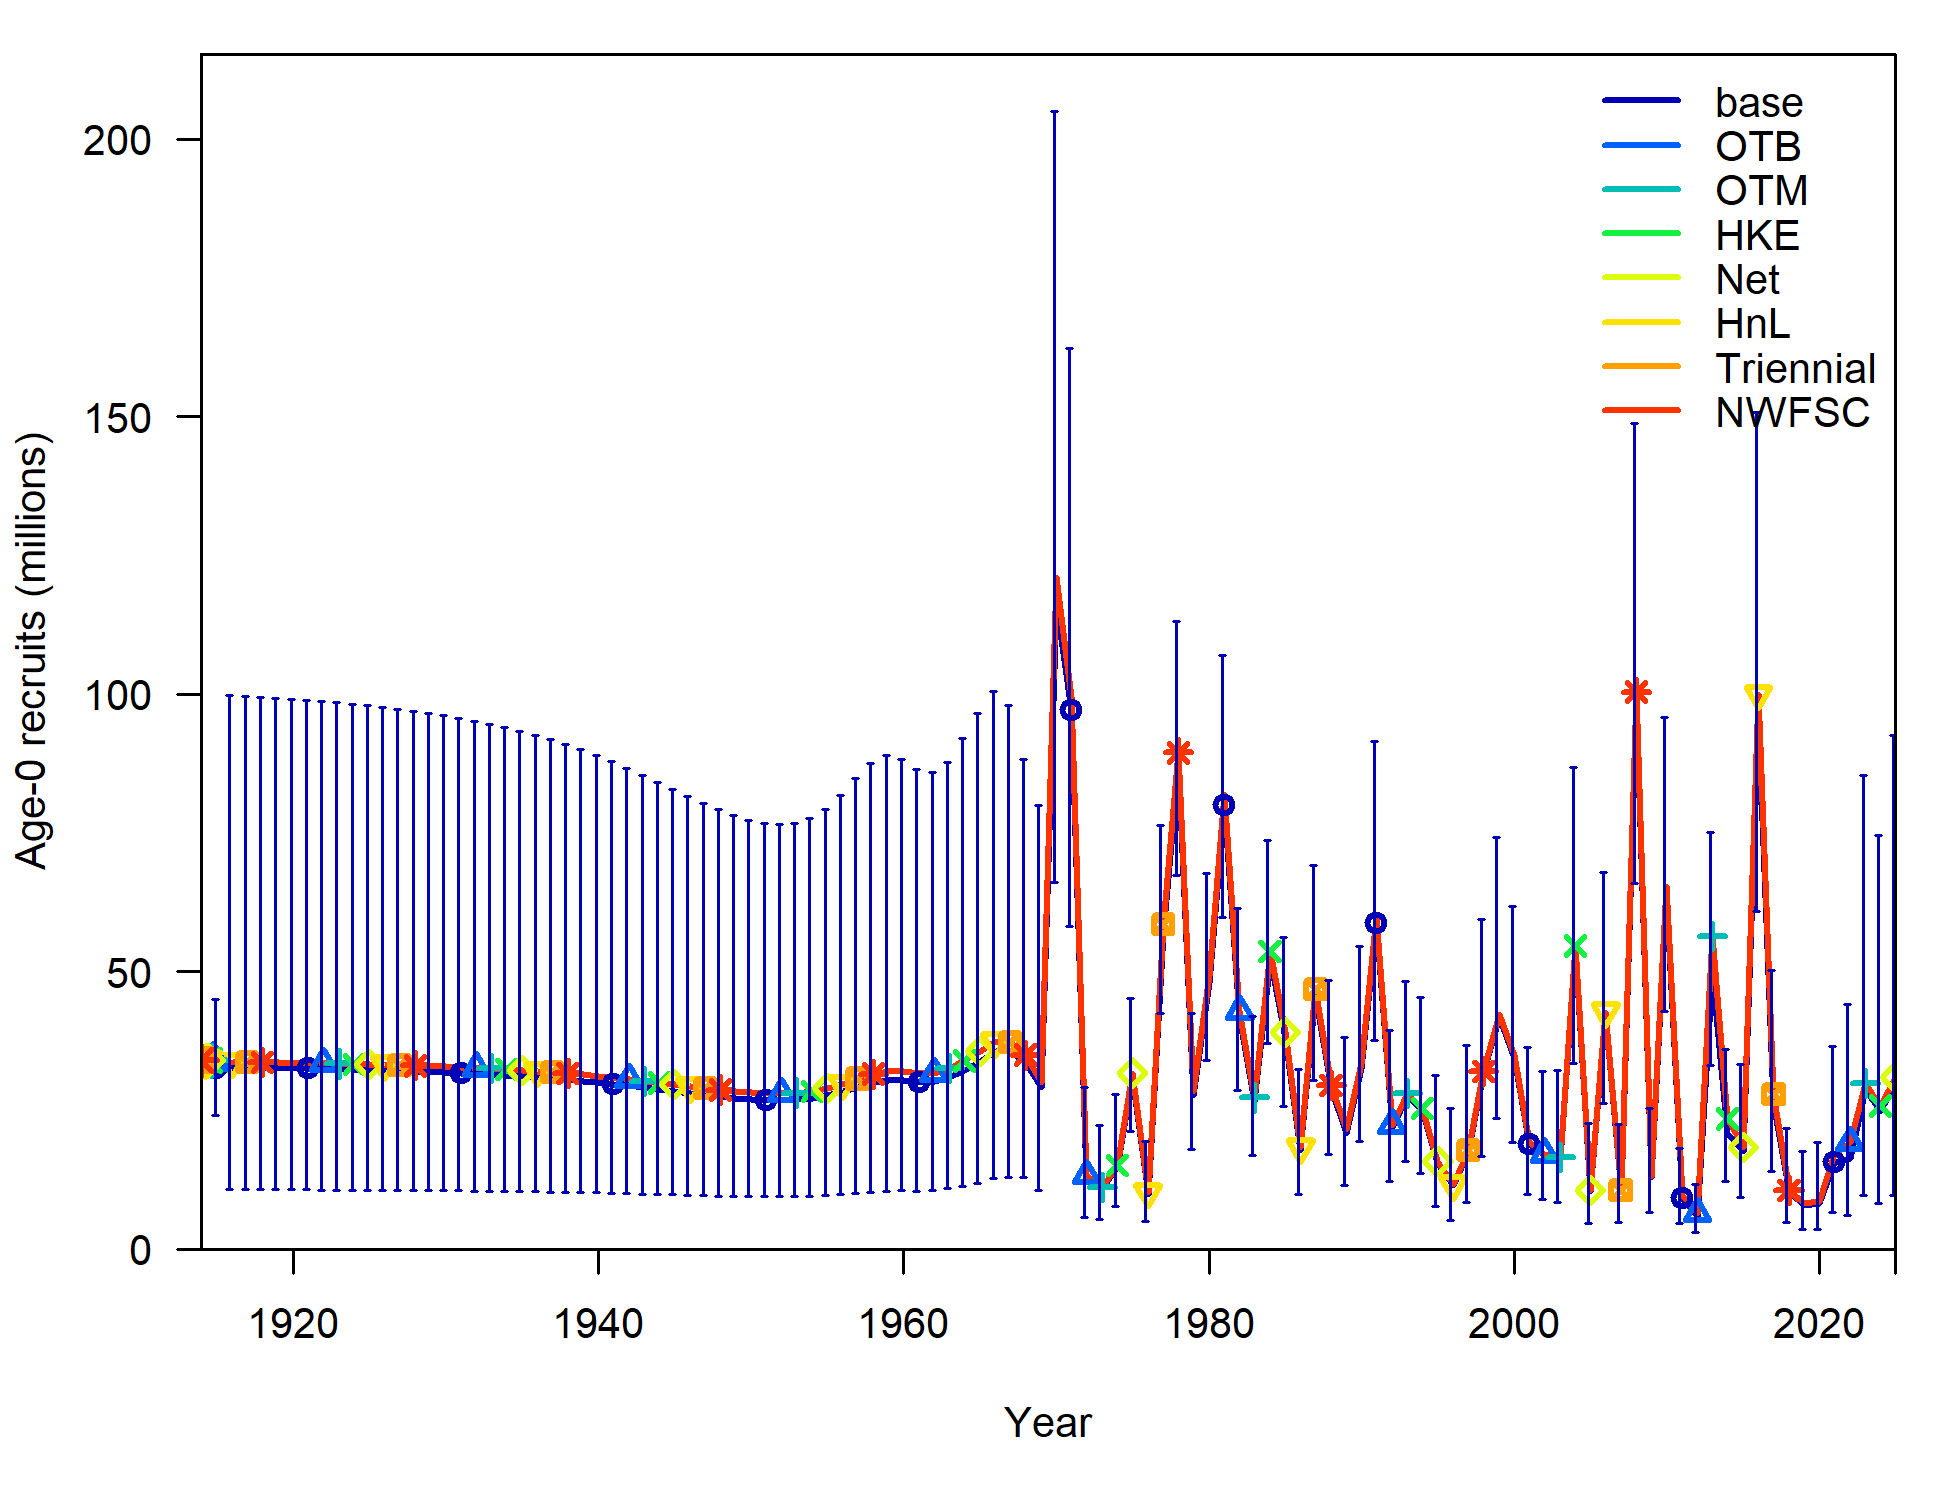 base
OTB
OTM
HKE
Net
HnL
Triennial
NWFSC
Age-0 recruits (millions)
200
150
100
50
0
1920
1940
1960
1980
2000
2020
Year